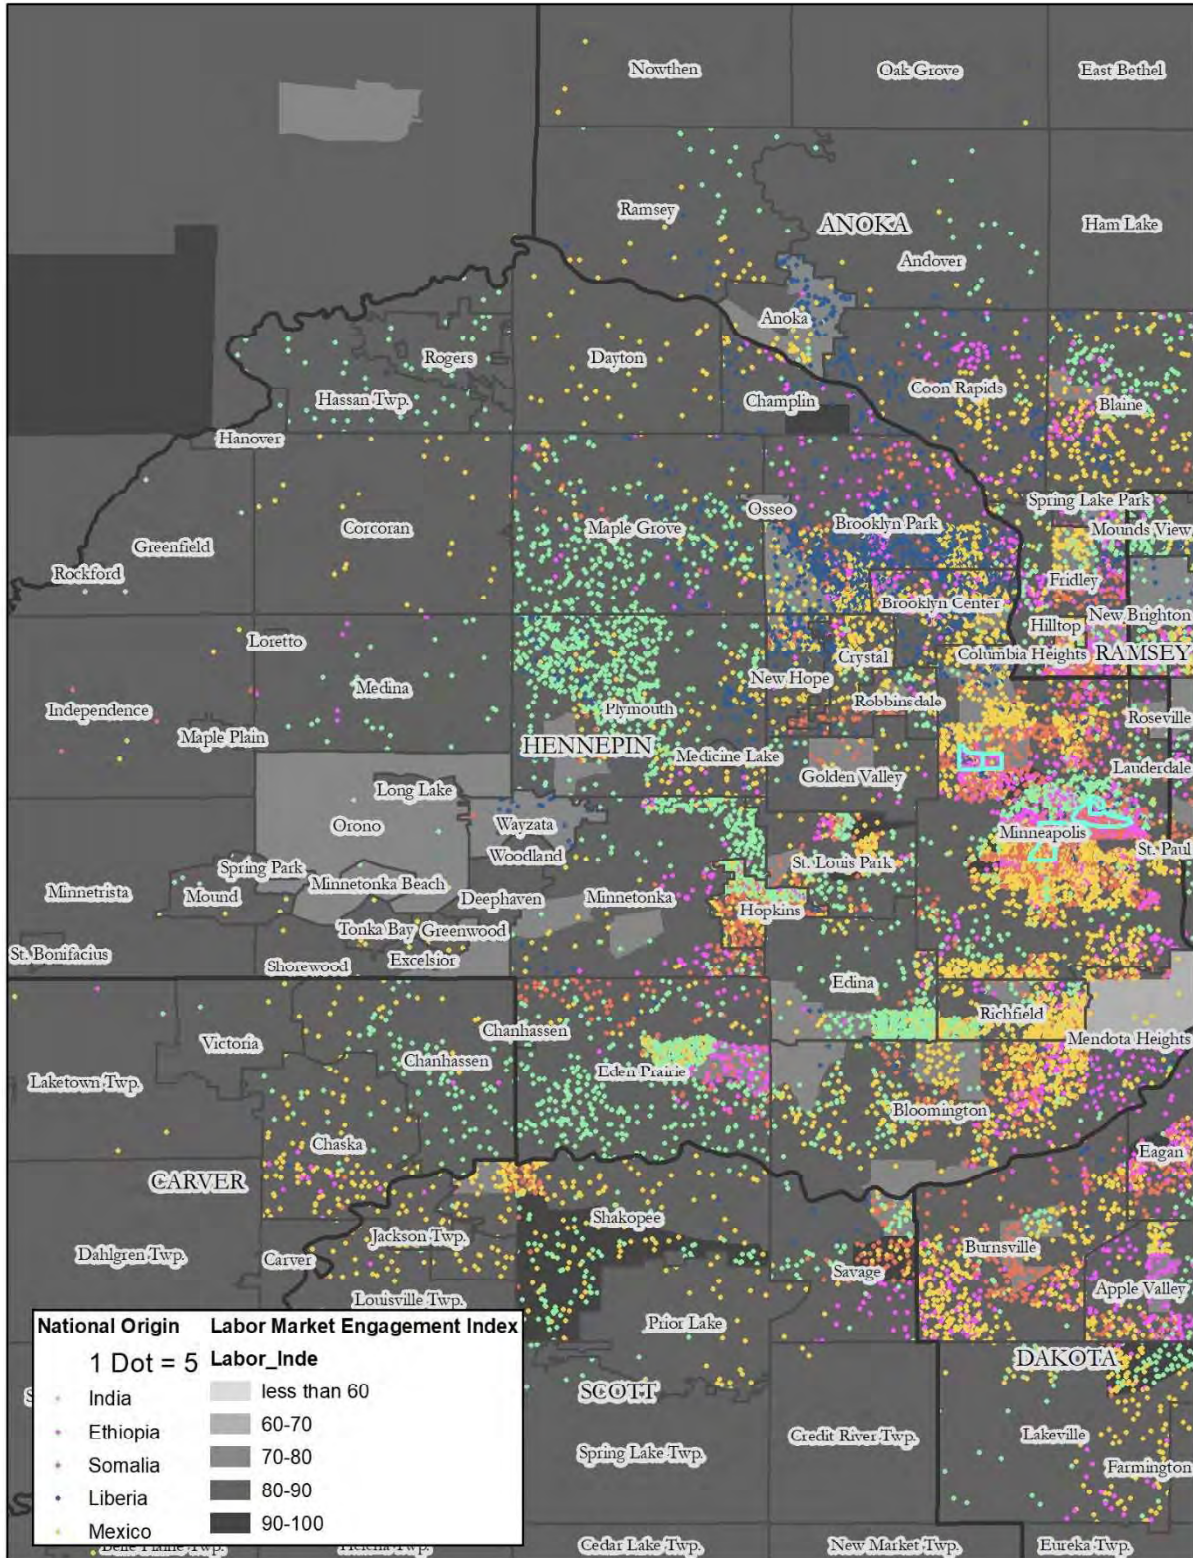 Nowthen
Oak Grove
East Bethel
Ramsey
ANOKA
Ham Lake
Andover
Anoka
Rogers
Dayton
Coon Rapids
Hassan Twp.
Champlin
Blaine
Hanover
Spring Lake Park
Osseo
Maple Grove
Brooklyn Park
Mounds View
Corcoran
Greenfield
Rockford
Fridley
Brooklyn Center
New Brighton
Hilltop
Loretto
Columbia Heights
RAMSEY
Crystal
New Hope
Medina
Robbinsdale
Independence
Plymouth
Roseville
Maple Plain
HENNEPIN
Medicine Lake
Lauderdale
Golden Valley
Long Lake
Orono
Wayzata
Minneapolis
St. Paul
Woodland
St. Louis Park
Spring Park
Minnetonka Beach
Minnetrista
Mound
Deephaven
Minnetonka
Hopkins
Tonka Bay
Greenwood
St. Bonifacius
Excelsior
Shorewood
Edina
Richfield
Chanhassen
Victoria
Mendota Heights
Chanhassen
Eden Prairie
Laketown Twp.
Bloomington
Chaska
Eagan
CARVER
Shakopee
Jackson Twp.
Dahlgren Twp.
Carver
Burnsville
Savage
Apple Valley
Louisville Twp.
Prior Lake
DAKOTA
SCOTT
Lakeville
Credit River Twp.
Spring Lake Twp.
Farmington
National Origin
1 Dot = 5
India
Ethiopia
Somalia
Liberia
Mexico
Labor Market Engagement Index
Labor_Inde
less than 60
60-70
70-80
80-90
90-100
Belle Plaine Twp.
Helena Twp.
Cedar Lake Twp.
New Market Twp.
Eureka Twp.